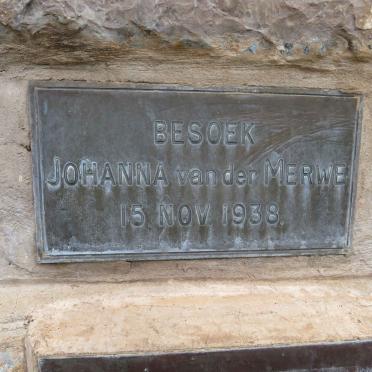 BESOEK
JOHANNA van der MERWE
15 NOV. 1938.